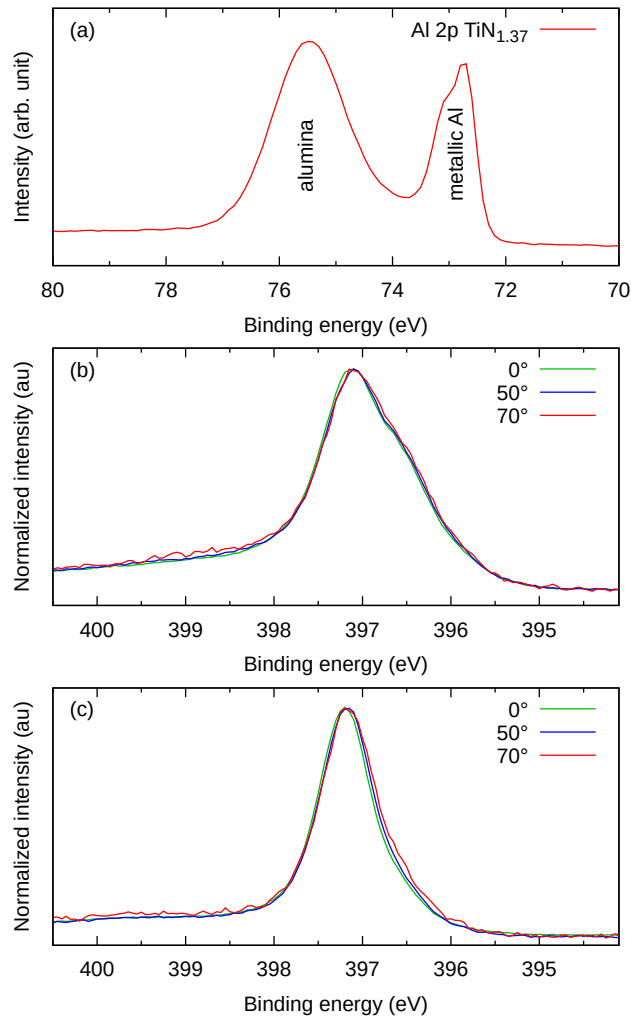 (a)
Al 2p TiN1.37
alumina
metallic Al
Intensity (arb. unit)
80 78 76 74 72 70
Binding energy (eV)
(b)
0°
50°
70°
Normalized intensity (au)
400 399 398 397 396 395
Binding energy (eV)
(c)
0°
50°
70°
Normalized intensity (au)
400 399 398 397 396 395
Binding energy (eV)